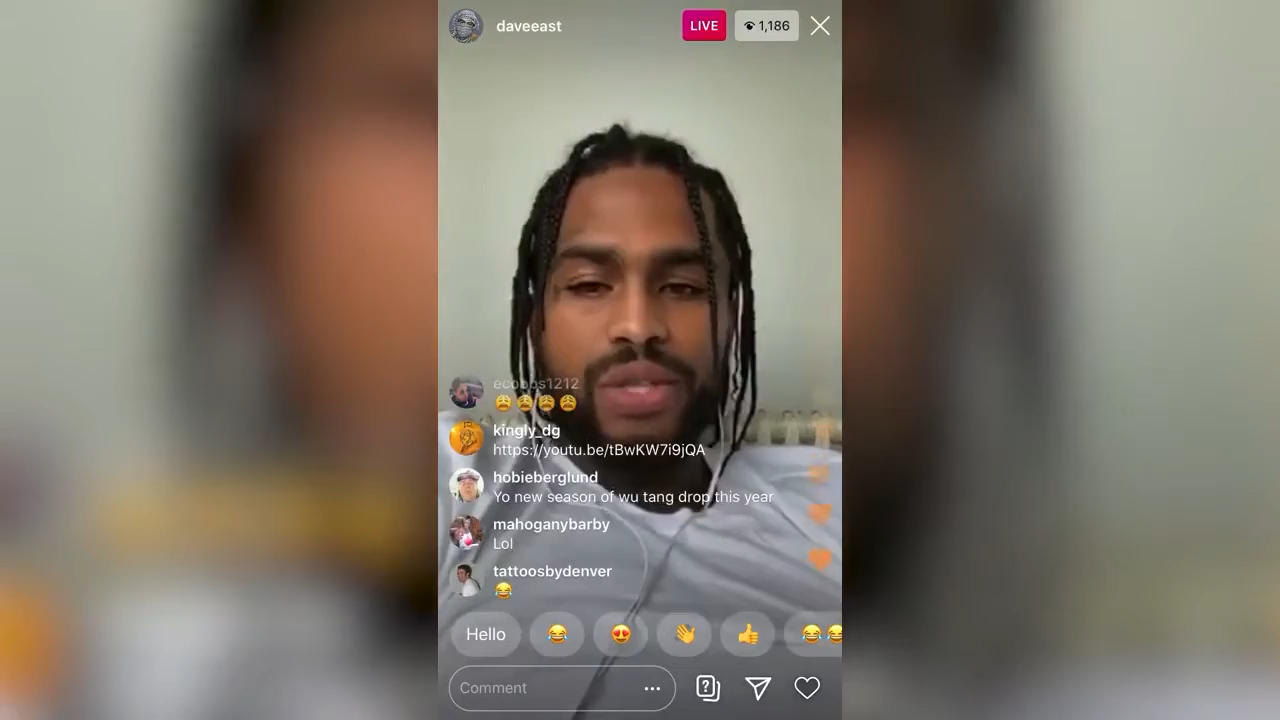 daveeast
LIVE
1,186
ecobbs1212
😩😩😩😩
kingly_dg
https://youtu.be/tBwKW7i9jQA
hobieberglund
Yo new season of wu tang drop this year
mahoganybarby
Lol
tattoosbydenver
😂
Hello 😂 😍 👋 👍 😂😂
Comment